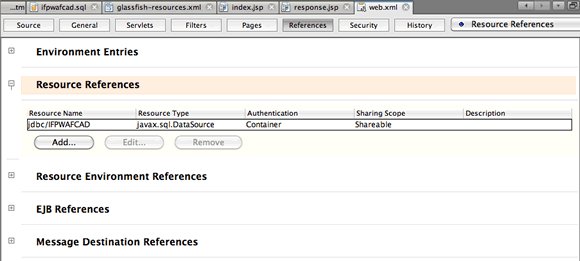 ...tm ifpwafcad.sql glassfish-resources.xml index.jsp response.jsp web.xml
Source General Servlets Filters Pages References Security History Resource References
Environment Entries
Resource References
Resource Name Resource Type Authentication Sharing Scope Description
jdbc/IFPWAFCAD javax.sql.DataSource Container Shareable
Add... Edit... Remove
Resource Environment References
EJB References
Message Destination References